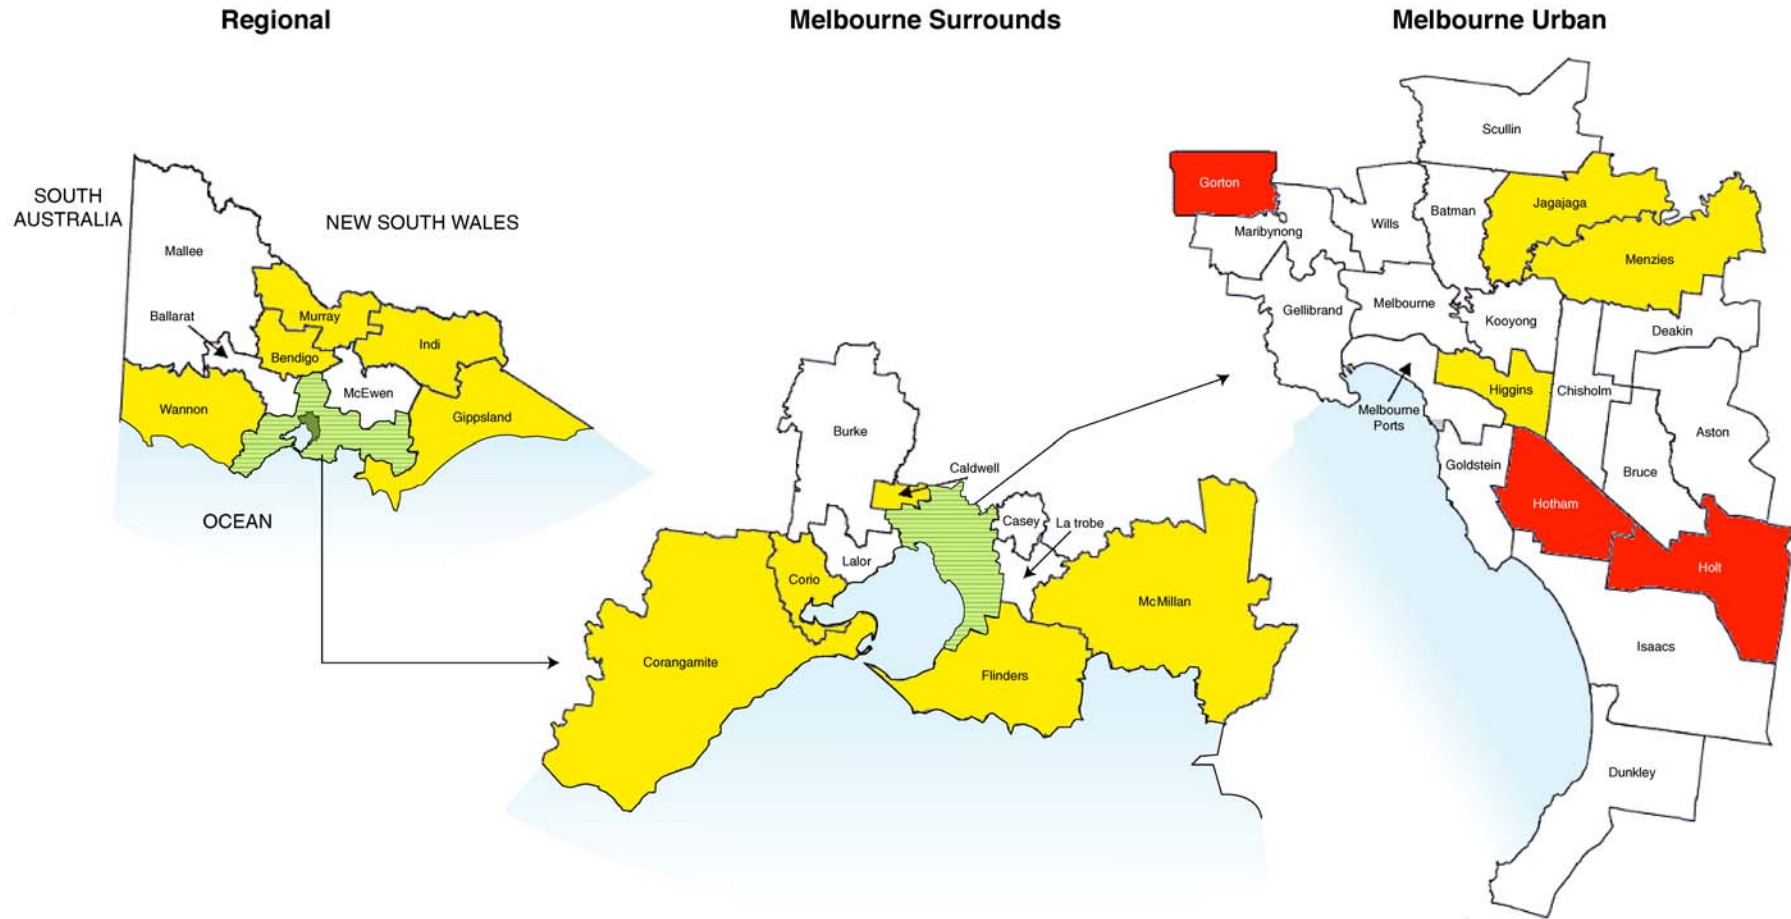 Regional
Melbourne Surrounds
Melbourne Urban
SOUTH
AUSTRALIA
NEW SOUTH WALES
Mallee
Ballarat
Murray
Bendigo
Indi
McEwen
Wannon
Gippsland
OCEAN
Burke
Caldwell
Casey
La trobe
Lalor
Corio
McMillan
Corangamite
Flinders
Scullin
Gorton
Jagajaga
Batman
Wills
Maribynong
Menzies
Melbourne
Gellibrand
Kooyong
Deakin
Higgins
Chisholm
Melbourne
Ports
Aston
Goldstein
Bruce
Hotham
Holt
Isaacs
Dunkley